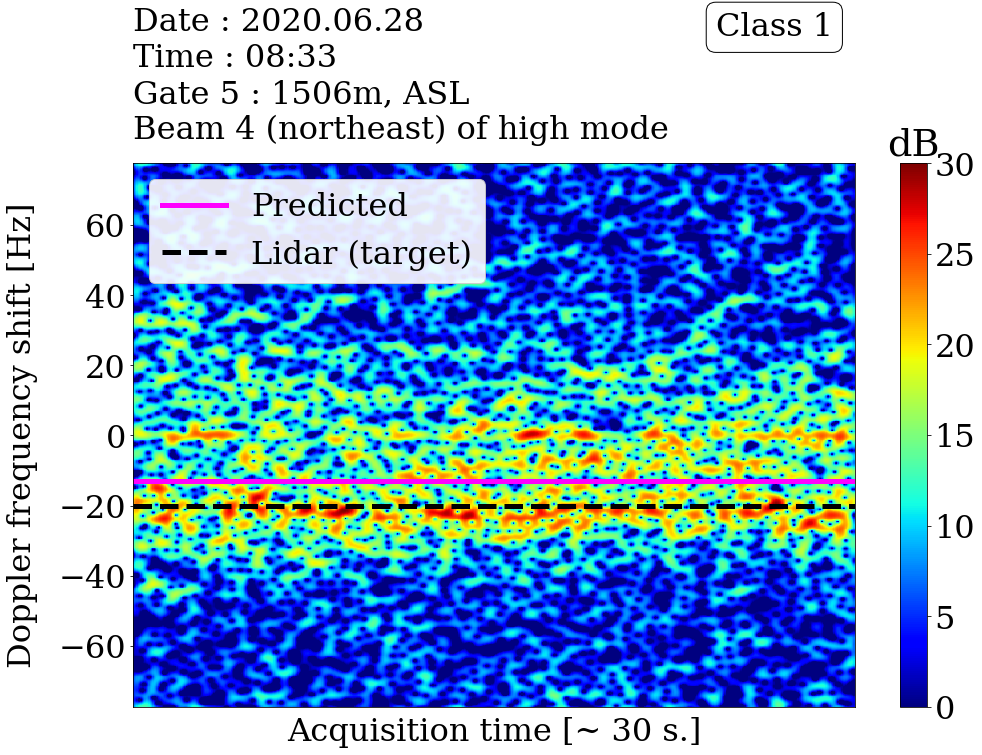 Date : 2020.06.28
Time : 08:33
Gate 5 : 1506m, ASL
Beam 4 (northeast) of high mode
Class 1
dB
Predicted
Lidar (target)
Doppler frequency shift [Hz]
60
40
20
0
−20
−40
−60
30
25
20
15
10
5
0
Acquisition time [~ 30 s.]